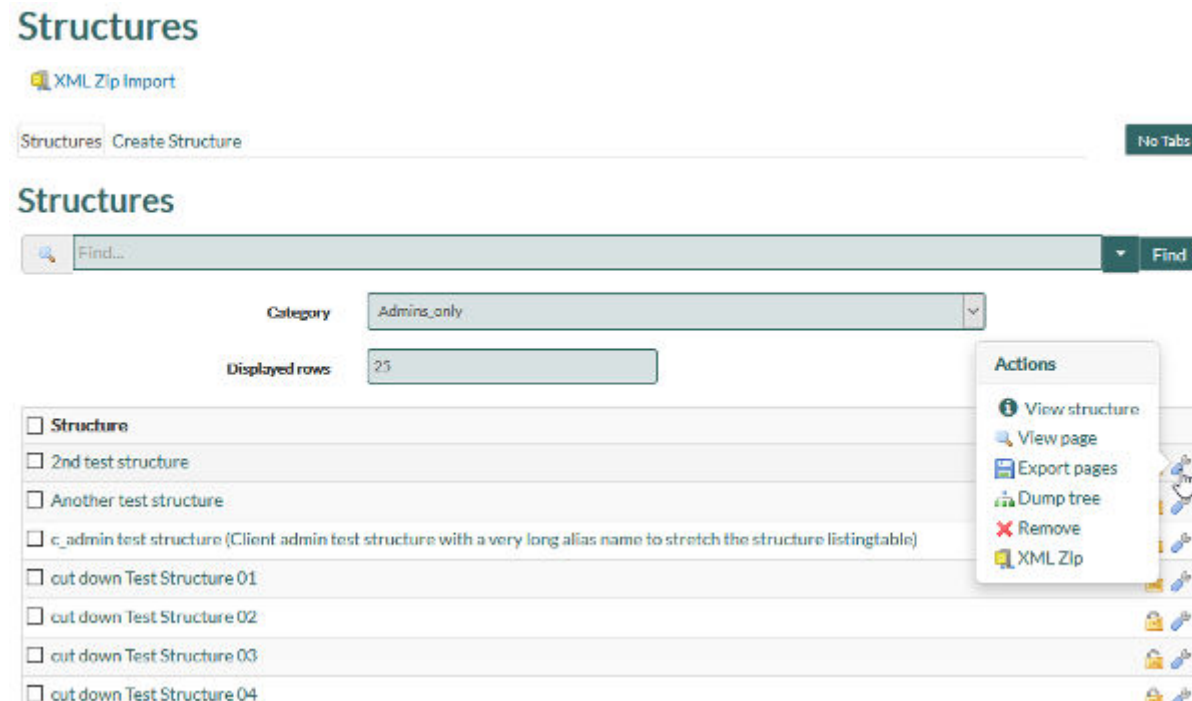 Structures
XML Zip Import
Structures Create Structure No Tabs
Structures
Find... Find
Category Admins_only
Displayed rows 25
Actions
View structure
View page
Export pages
Dump tree
Remove
XML Zip
Structure
2nd test structure
Another test structure
c_admin test structure (Client admin test structure with a very long alias name to stretch the structure listingtable)
cut down Test Structure 01
cut down Test Structure 02
cut down Test Structure 03
cut down Test Structure 04